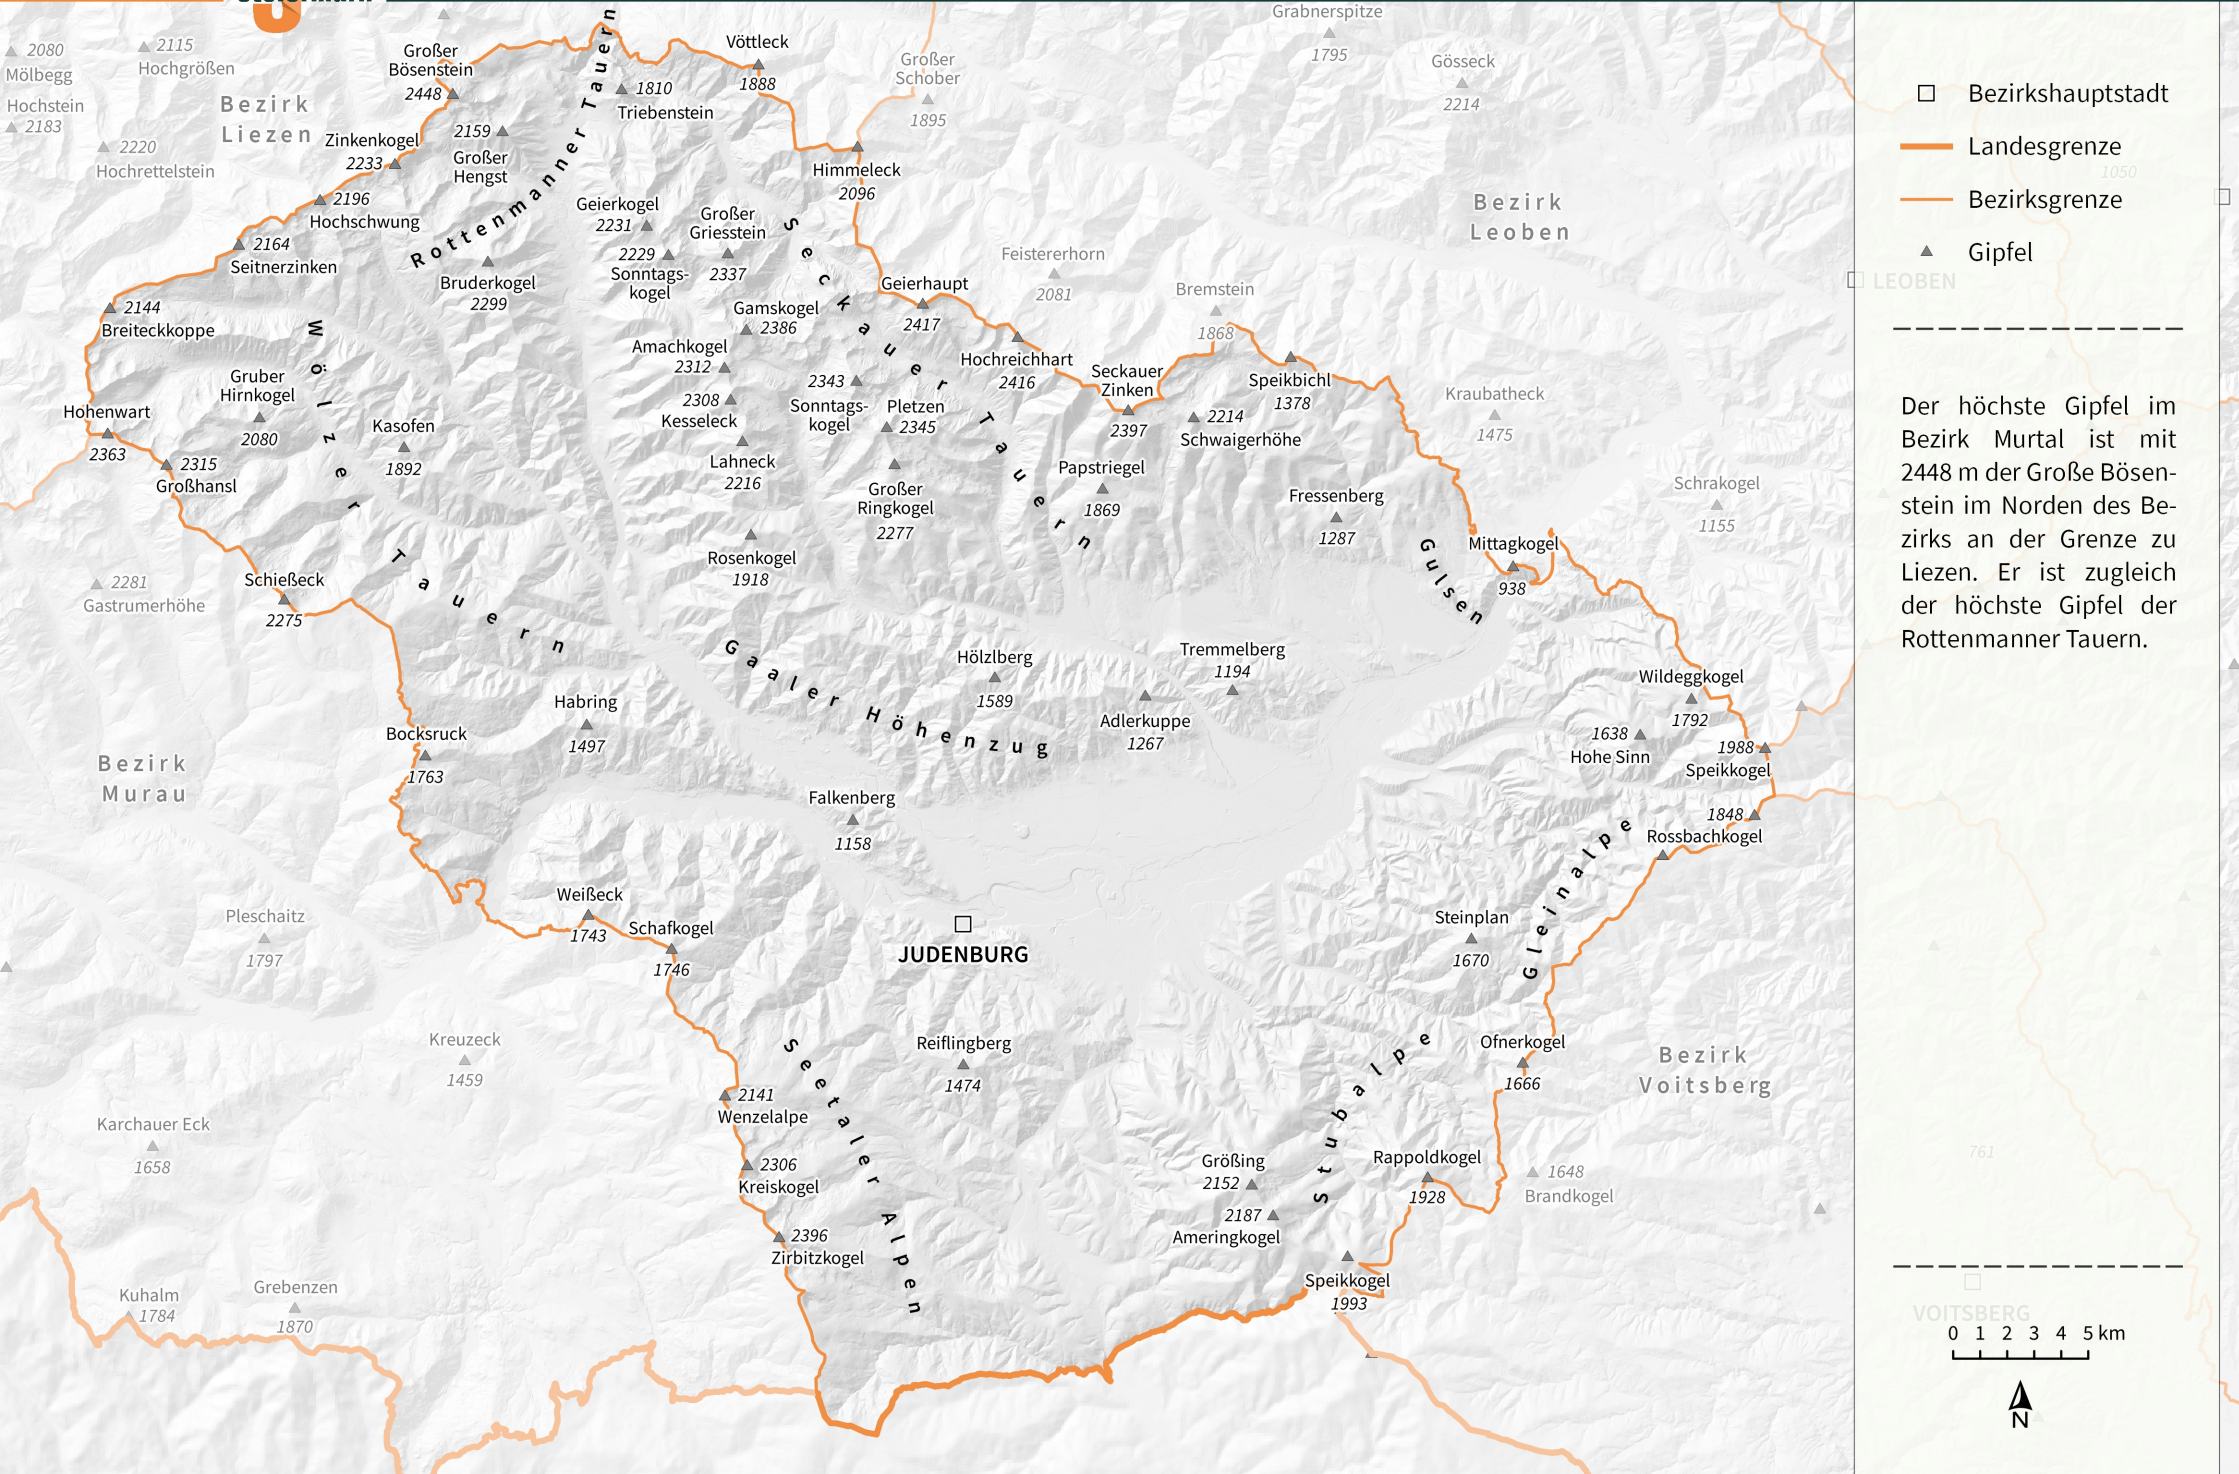 Grabnerspitze
1795
2080
Mölbegg
2115
Hochgrößen
Großer
Bösenstein
2448
Vöttleck
1888
Großer
Schober
1895
Gösseck
2214
Hochstein
2183
Bezirk
Liezen
1810
Triebenstein
2220
Hochrettelstein
Zinkenkogel
2233
2159
Großer
Hengst
Rottenmanner Tauern
Himmeleck
2096
2196
Hochschwung
Geierkogel
2231
Großer
Griesstein
2337
Bezirk
Leoben
2164
Seitnerzinken
2229
Sonntags-
kogel
Bruderkogel
2299
Seckauer Tauern
Feistererhorn
2081
Geierhaupt
2417
Bremstein
1868
2144
Breiteckkoppe
Gamskogel
2386
Wölzer Tauern
Amachkogel
2312
Hochreichhart
2416
Seckauer
Zinken
2397
Speikbichl
1378
Gruber
Hirnkogel
2080
2343
Sonntags-
kogel
2308
Kesseleck
Pletzen
2345
Kraubatheck
1475
Hohenwart
2363
Kasofen
1892
2214
Schwaigerhöhe
2315
Großhansl
Lahneck
2216
Papstriegel
1869
Großer
Ringkogel
2277
Fressenberg
1287
Schrakogel
1155
Rosenkogel
1918
Mittagkogel
938
Gulsen
2281
Gastrumerhöhe
Schießeck
2275
Gaaler Höhenzug
Hölzlberg
1589
Tremmelberg
1194
Wildeggkogel
1792
Habring
1497
Adlerkuppe
1267
1638
Hohe Sinn
1988
Speikkogel
Bocksruck
1763
Bezirk
Murau
Falkenberg
1158
1848
Rossbachkogel
Gleinalpe
Weißeck
1743
Schafkogel
1746
Pleschaitz
1797
JUDENBURG
Steinplan
1670
Kreuzeck
1459
Reiflingberg
1474
Seetaler Alpen
Stubalpe
Ofnerkogel
1666
Bezirk
Voitsberg
2141
Wenzelalpe
Karchauer Eck
1658
2306
Kreiskogel
Größing
2152
Rappoldkogel
1928
1648
Brandkogel
2187
Ameringkogel
2396
Zirbitzkogel
Speikkogel
1993
Kuhalm
1784
Grebenzen
1870
Bezirkshauptstadt
Landesgrenze
1050
Bezirksgrenze
Gipfel
LEOBEN
Der höchste Gipfel im
Bezirk Murtal ist mit
2448 m der Große Bösen-
stein im Norden des Be-
zirks an der Grenze zu
Liezen. Er ist zugleich
der höchste Gipfel der
Rottenmanner Tauern.
761
VOITSBERG
0 1 2 3 4 5 km
N